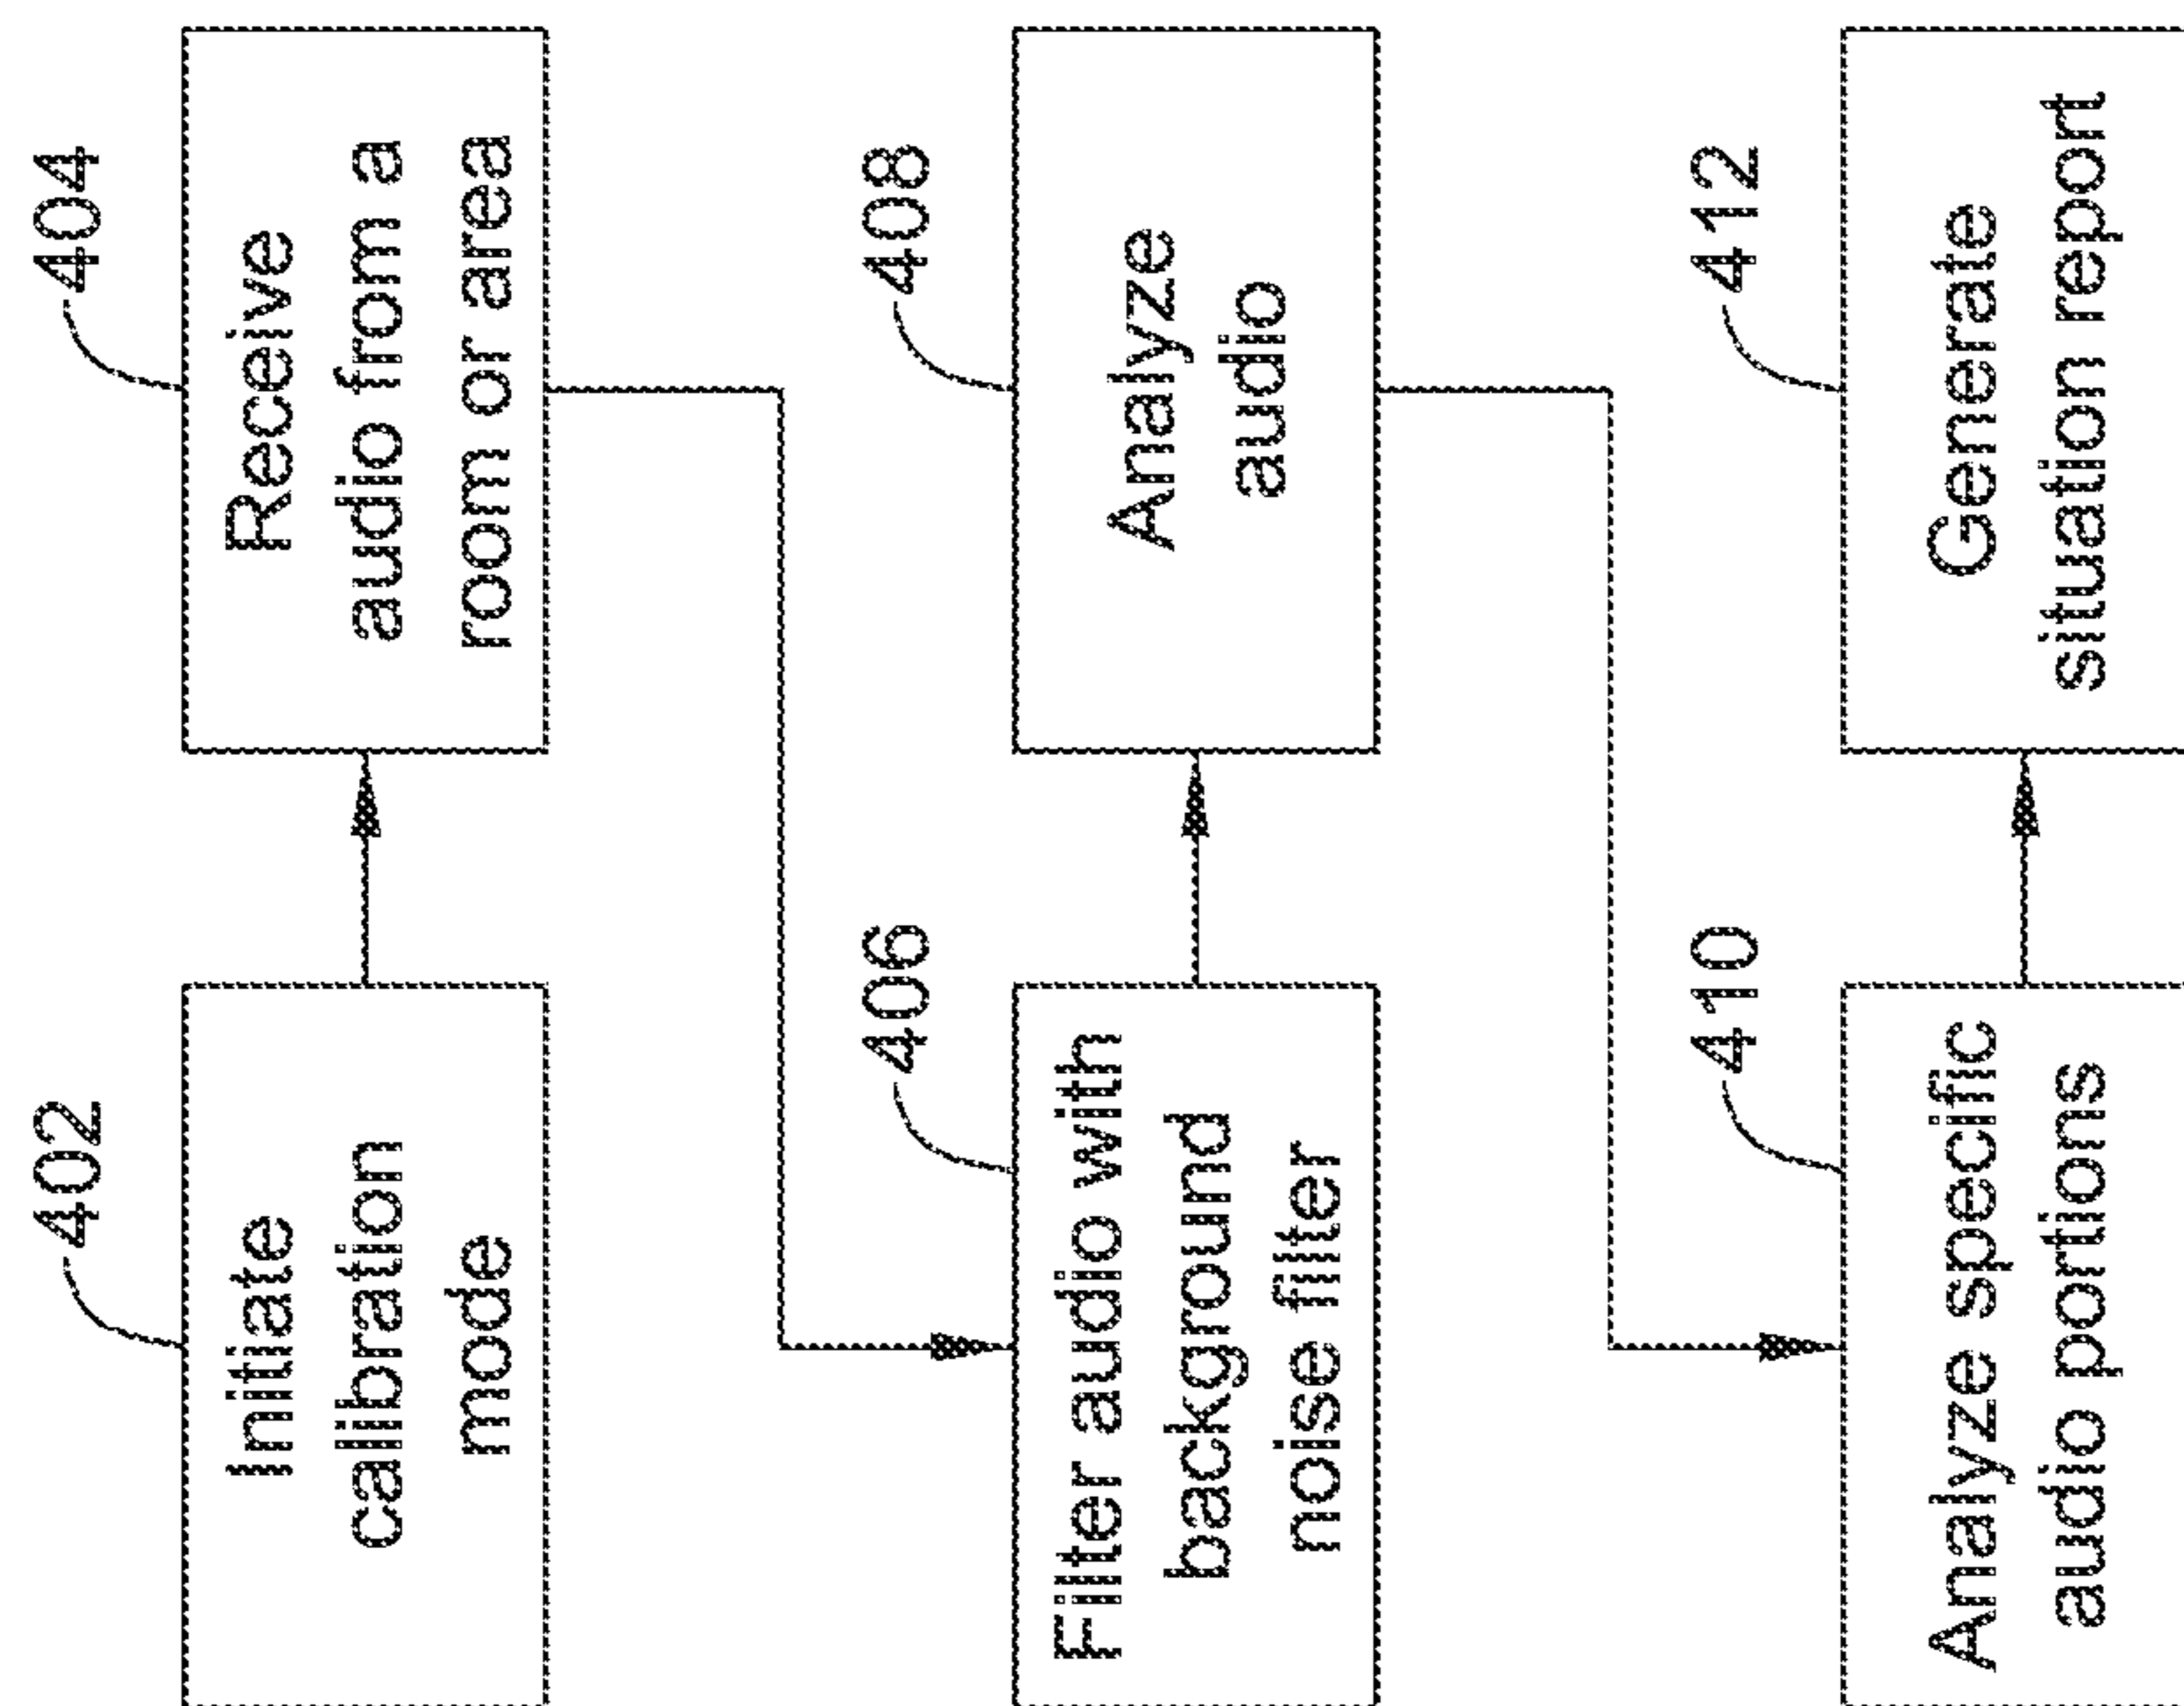 402
Initiate
calibration
mode
404
Receive
audio from a
room or area
406
Filter audio with
background
noise filter
408
Analyze
audio
410
Analyze specific
audio portions
412
Generate
situation report